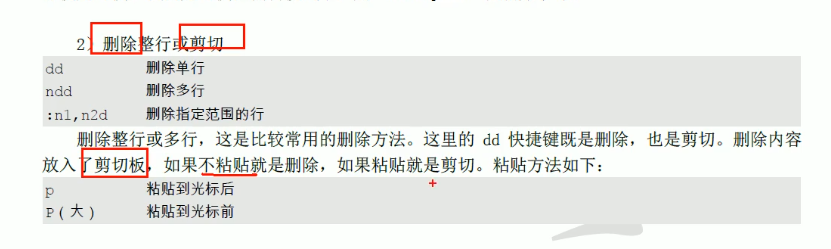 2）删除整行或剪切
dd 删除单行
ndd 删除多行
:n1,n2d 删除指定范围的行
删除整行或多行，这是比较常用的删除方法。这里的 dd 快捷键既是删除，也是剪切。删除内容
放入了剪切板，如果不粘贴就是删除，如果粘贴就是剪切。粘贴方法如下：
p 粘贴到光标后
P(大) 粘贴到光标前